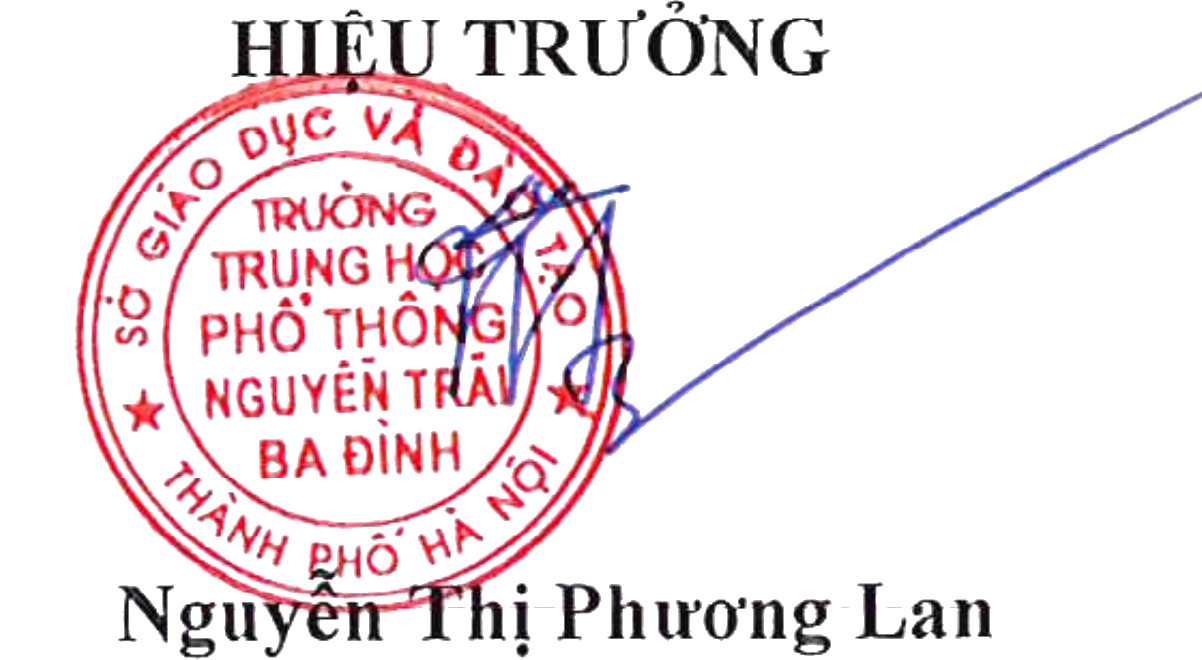 HIỆU TRƯỞNG
SỞ GIÁO DỤC VÀ ĐÀO TẠO
TRƯỜNG
TRUNG HỌC
PHỔ THÔNG
NGUYỄN TRÃI
BA ĐÌNH
★ THÀNH PHỐ HÀ NỘI ★
Nguyễn Thị Phương Lan